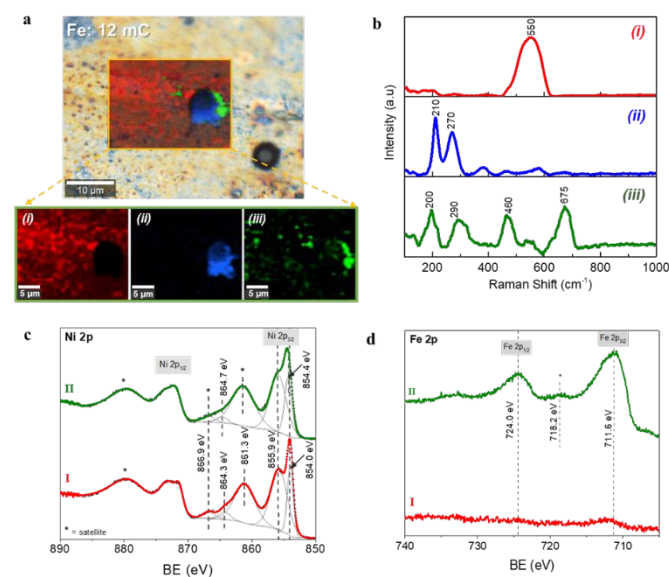 a
Fe: 12 mC
10 µm
(i)
(ii)
(iii)
5 µm
5 µm
5 µm
b
Intensity (a.u)
550
(i)
210
270
(ii)
200
290
460
675
(iii)
200 400 600 800 1000
Raman Shift (cm-1)
c
Ni 2p
Ni 2p1/2
Ni 2p3/2
II
*
*
*
866.9 eV
864.7 eV
861.3 eV
855.9 eV
854.4 eV
I
*
864.3 eV
854.0 eV
* = satellite
890 880 870 860 850
BE (eV)
d
Fe 2p
Fe 2p1/2
Fe 2p3/2
II
*
724.0 eV
718.2 eV
711.6 eV
I
740 730 720 710
BE (eV)